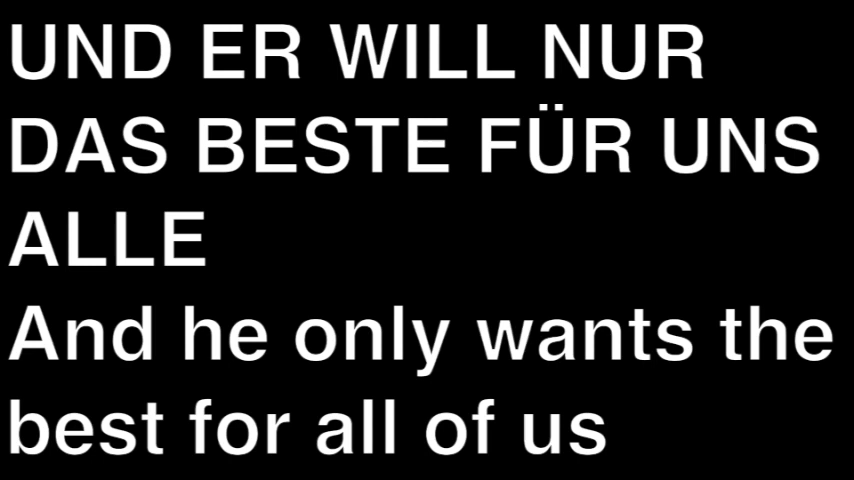 UND ER WILL NUR
DAS BESTE FÜR UNS
ALLE
And he only wants the
best for all of us